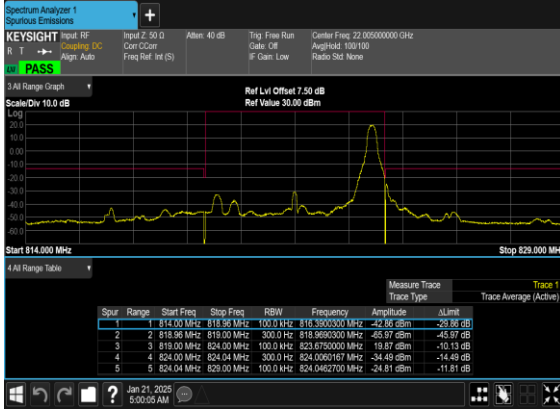 Spectrum Analyzer 1
Spurious Emissions
+
KEYSIGHT Input: RF Input Z: 50 Ω Atten: 40 dB Trig: Free Run Center Freq: 22.005000000 GHz
R T Coupling: DC Corr CCorr Gate: Off Avg|Hold: 100/100
Align: Auto Freq Ref: Int (S) IF Gain: Low Radio Std: None
PASS
3 All Range Graph
Ref Lvl Offset 7.50 dB
Scale/Div 10.0 dB Ref Value 30.00 dBm
Log
20.0
10.0
0.00
-10.0
-20.0
-30.0
-40.0
-50.0
-60.0
Start 814.000 MHz Stop 829.000 MHz
4 All Range Table
Measure Trace Trace 1
Trace Type Trace Average (Active)
Spur Range Start Freq Stop Freq RBW Frequency Amplitude ΔLimit
1 1 814.00 MHz 818.96 MHz 100.0 kHz 816.3900300 MHz -42.86 dBm -29.86 dB
2 2 818.96 MHz 819.00 MHz 300.0 Hz 818.9690300 MHz -65.97 dBm -45.97 dB
3 3 819.00 MHz 824.00 MHz 100.0 kHz 823.6750000 MHz 19.87 dBm -10.13 dB
4 4 824.00 MHz 824.04 MHz 300.0 Hz 824.0060167 MHz -34.49 dBm -14.49 dB
5 5 824.04 MHz 829.00 MHz 100.0 kHz 824.0462700 MHz -24.81 dBm -11.81 dB
? Jan 21, 2025
5:00:05 AM